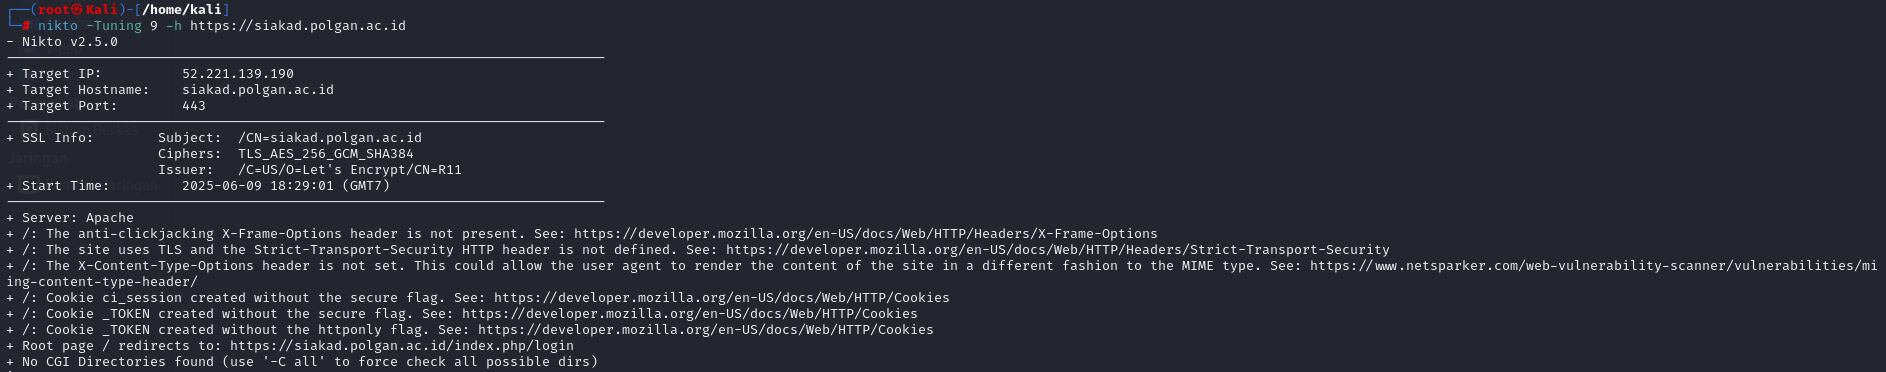 ┌──(root㉿Kali)-[/home/kali]
└─# nikto -Tuning 9 -h https://siakad.polgan.ac.id
- Nikto v2.5.0
---------------------------------------------------------------------------
+ Target IP:          52.221.139.190
+ Target Hostname:    siakad.polgan.ac.id
+ Target Port:        443
---------------------------------------------------------------------------
+ SSL Info:        Subject:  /CN=siakad.polgan.ac.id
                   Ciphers:  TLS_AES_256_GCM_SHA384
                   Issuer:   /C=US/O=Let's Encrypt/CN=R11
+ Start Time:         2025-06-09 18:29:01 (GMT7)
---------------------------------------------------------------------------
+ Server: Apache
+ /: The anti-clickjacking X-Frame-Options header is not present. See: https://developer.mozilla.org/en-US/docs/Web/HTTP/Headers/X-Frame-Options
+ /: The site uses TLS and the Strict-Transport-Security HTTP header is not defined. See: https://developer.mozilla.org/en-US/docs/Web/HTTP/Headers/Strict-Transport-Security
+ /: The X-Content-Type-Options header is not set. This could allow the user agent to render the content of the site in a different fashion to the MIME type. See: https://www.netsparker.com/web-vulnerability-scanner/vulnerabilities/mi
ing-content-type-header/
+ /: Cookie ci_session created without the secure flag. See: https://developer.mozilla.org/en-US/docs/Web/HTTP/Cookies
+ /: Cookie _TOKEN created without the secure flag. See: https://developer.mozilla.org/en-US/docs/Web/HTTP/Cookies
+ /: Cookie _TOKEN created without the httponly flag. See: https://developer.mozilla.org/en-US/docs/Web/HTTP/Cookies
+ Root page / redirects to: https://siakad.polgan.ac.id/index.php/login
+ No CGI Directories found (use '-C all' to force check all possible dirs)